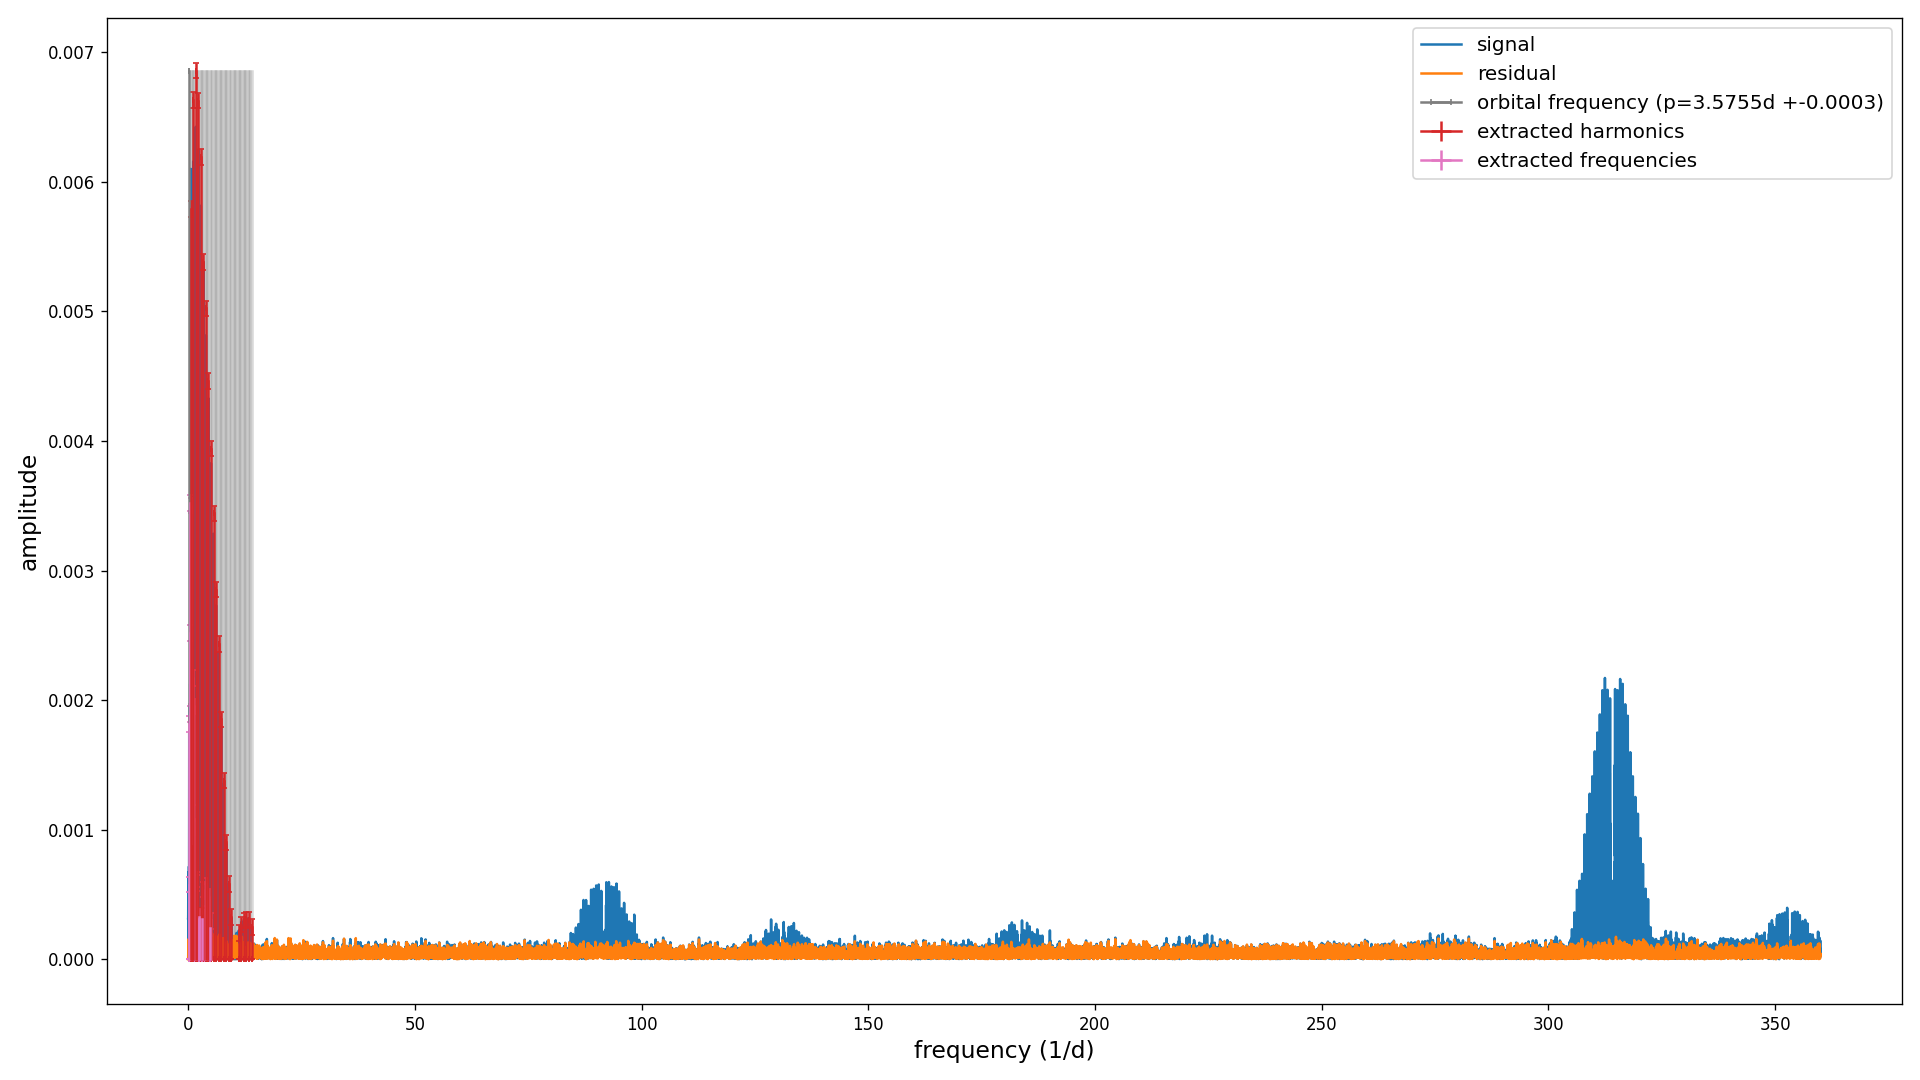 signal
residual
orbital frequency (p=3.5755d +-0.0003)
extracted harmonics
extracted frequencies
0.007
0.006
0.005
0.004
0.003
0.002
0.001
0.000
amplitude
0 50 100 150 200 250 300 350
frequency (1/d)